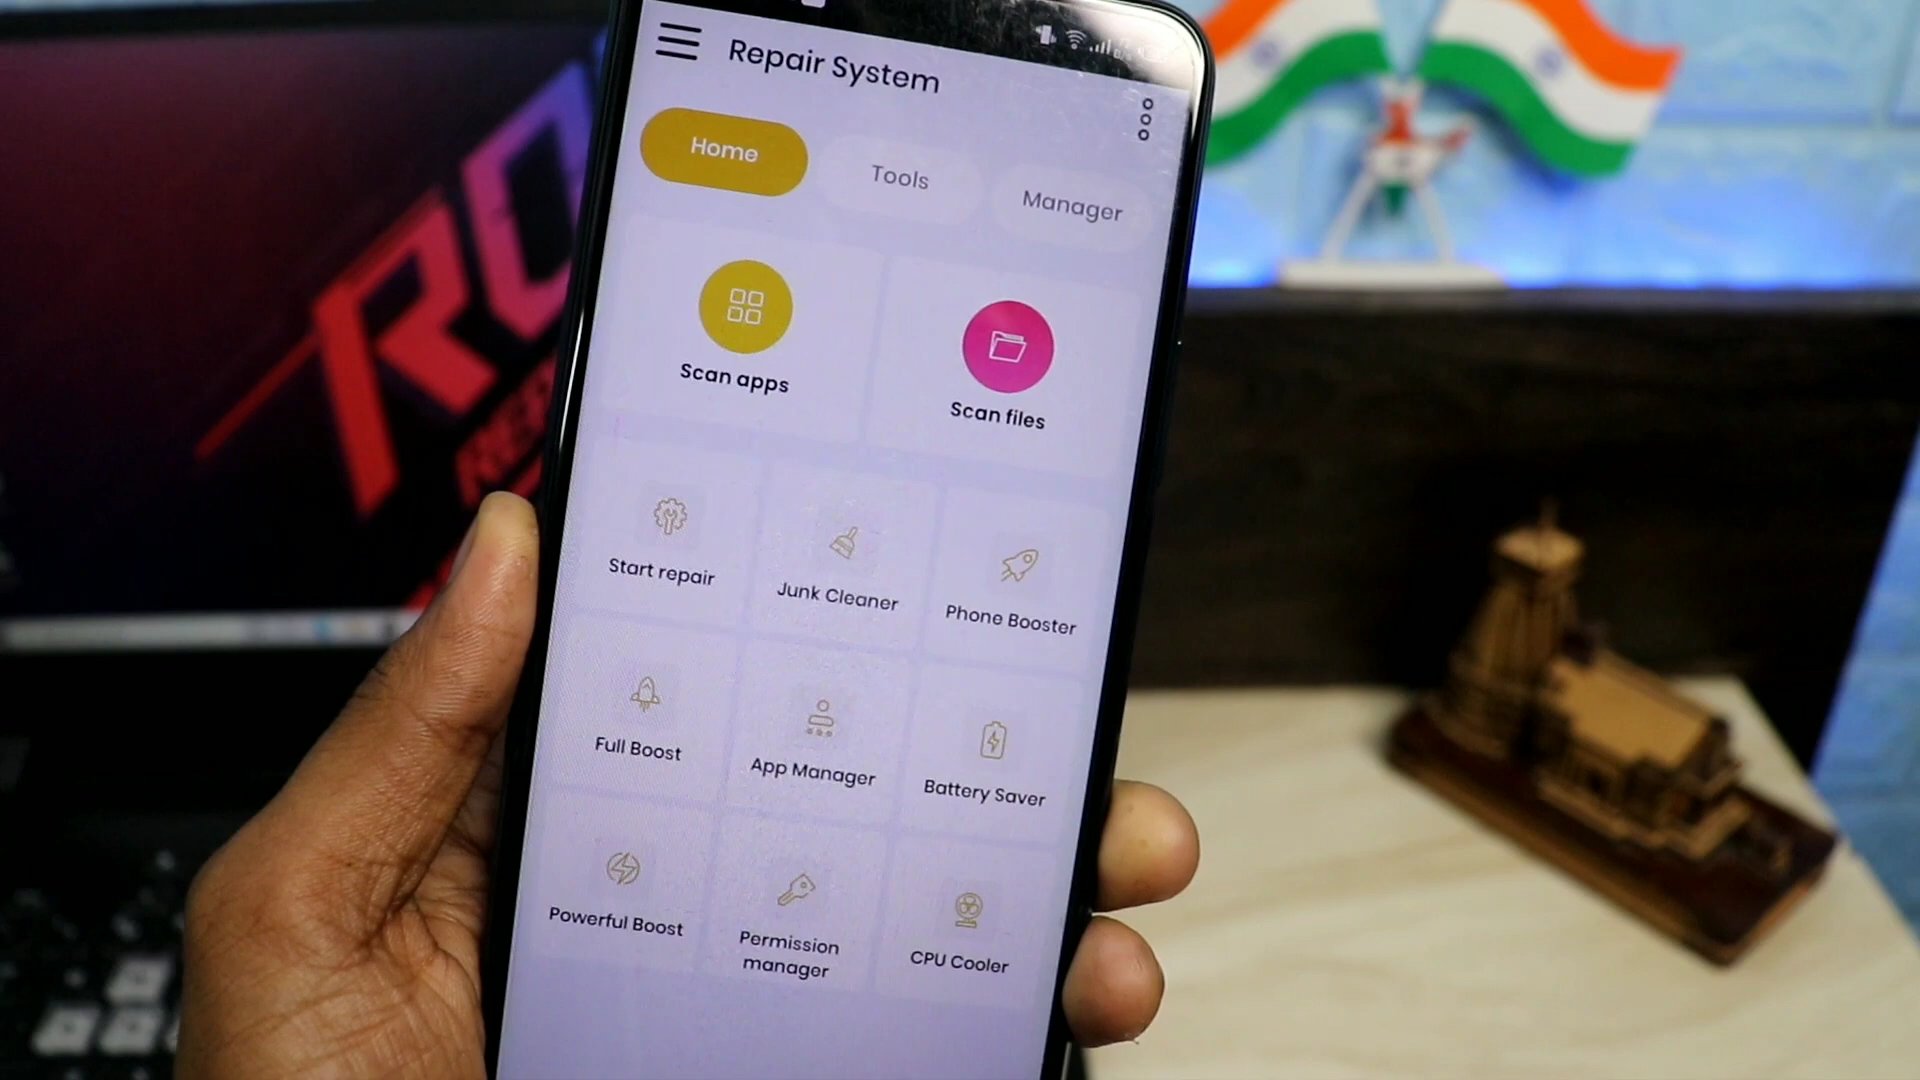 Repair System
Home
Tools
Manager
Scan apps
Scan files
Start repair
Junk Cleaner
Phone Booster
Full Boost
App Manager
Battery Saver
Powerful Boost
Permission
manager
CPU Cooler